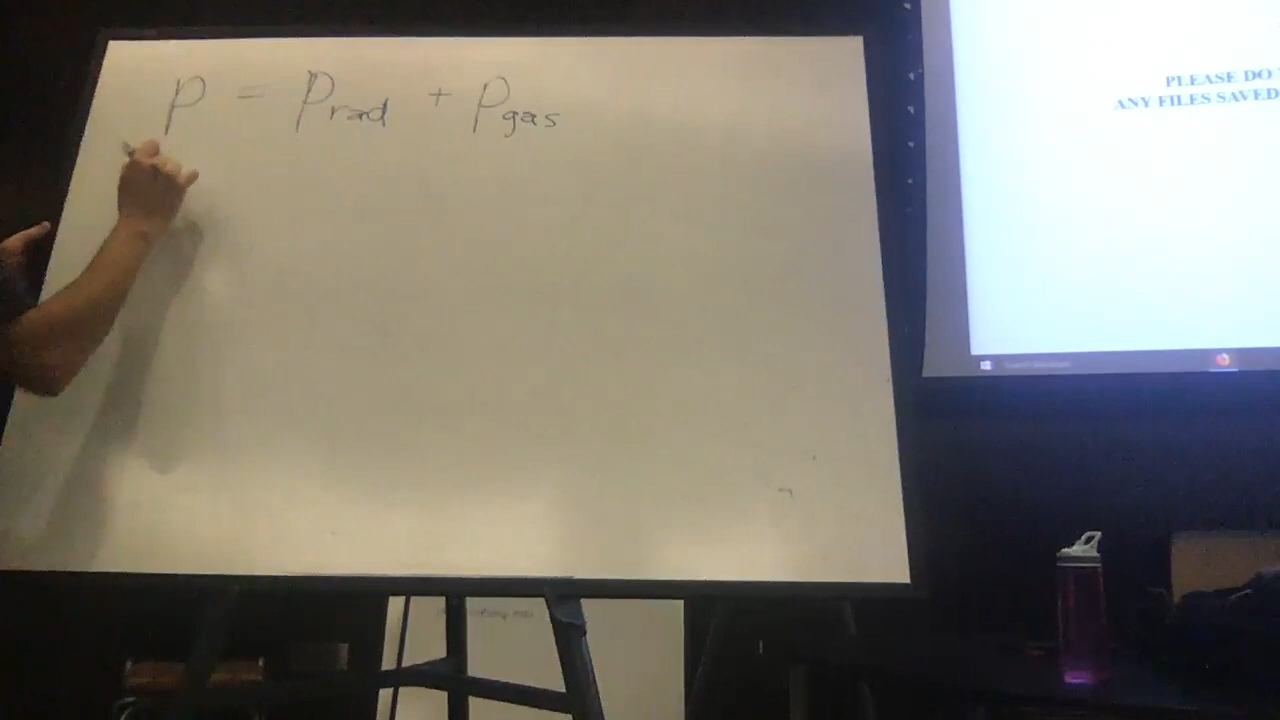 P = P_rad + P_gas
PLEASE DO
ANY FILES SAVED